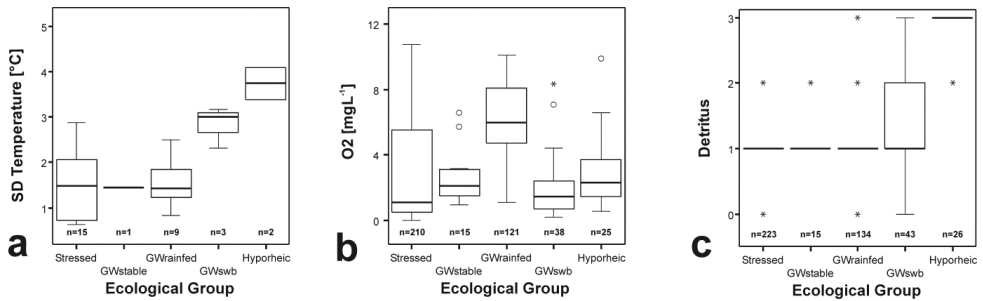 a
SD Temperature [°C]
5
4
3
2
1
n=15 n=1 n=9 n=3 n=2
Stressed GWrainfed Hyporheic
GWstable GWswb
Ecological Group
b
O2 [mgL-1]
12
8
4
0
n=210 n=15 n=121 n=38 n=25
Stressed GWrainfed Hyporheic
GWstable GWswb
Ecological Group
c
Detritus
3
2
1
0
n=223 n=15 n=134 n=43 n=26
Stressed GWrainfed Hyporheic
GWstable GWswb
Ecological Group